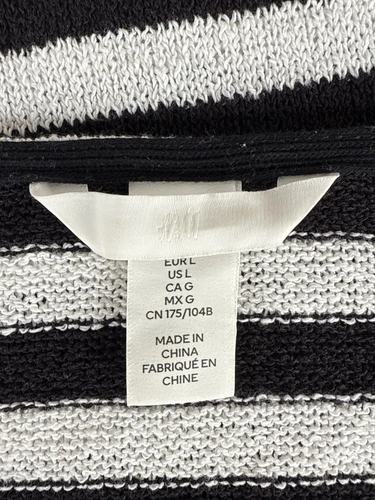 H&M
EUR L
US L
CA G
MX G
CN 175/104B
MADE IN
CHINA
FABRIQUÉ EN
CHINE